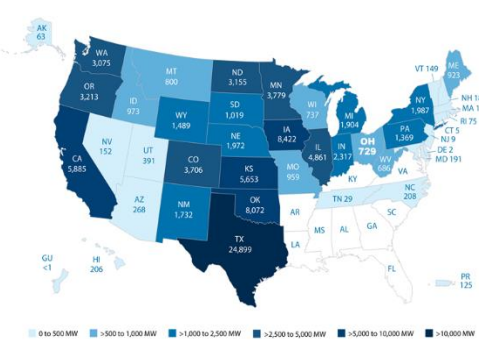 AK
63
WA
3,075
OR
3,213
CA
5,885
NV
152
ID
973
MT
800
WY
1,489
UT
391
AZ
268
CO
3,706
NM
1,732
ND
3,155
SD
1,019
NE
1,972
KS
5,653
OK
8,072
TX
24,899
MN
3,779
IA
8,422
MO
959
AR
LA
WI
737
IL
4,861
MI
1,904
IN
2,317
OH
729
KY
TN 29
MS
AL
GA
FL
SC
NC
208
VA
WV
686
PA
1,369
NY
1,987
VT 149
ME
923
NH
MA
RI 75
CT 5
NJ 9
DE 2
MD 191
GU
<1
HI
206
PR
125
0 to 500 MW
>500 to 1,000 MW
>1,000 to 2,500 MW
>2,500 to 5,000 MW
>5,000 to 10,000 MW
>10,000 MW